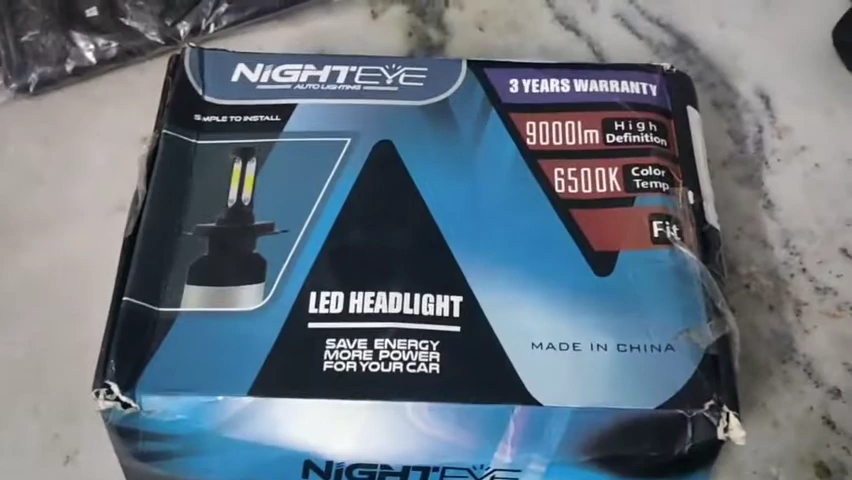 NIGHTEYE
AUTO LIGHTING
3 YEARS WARRANTY
SIMPLE TO INSTALL
9000lm High Definition
6500K Color Temp
Fit
LED HEADLIGHT
SAVE ENERGY
MORE POWER
FOR YOUR CAR
MADE IN CHINA
NIGHTEYE